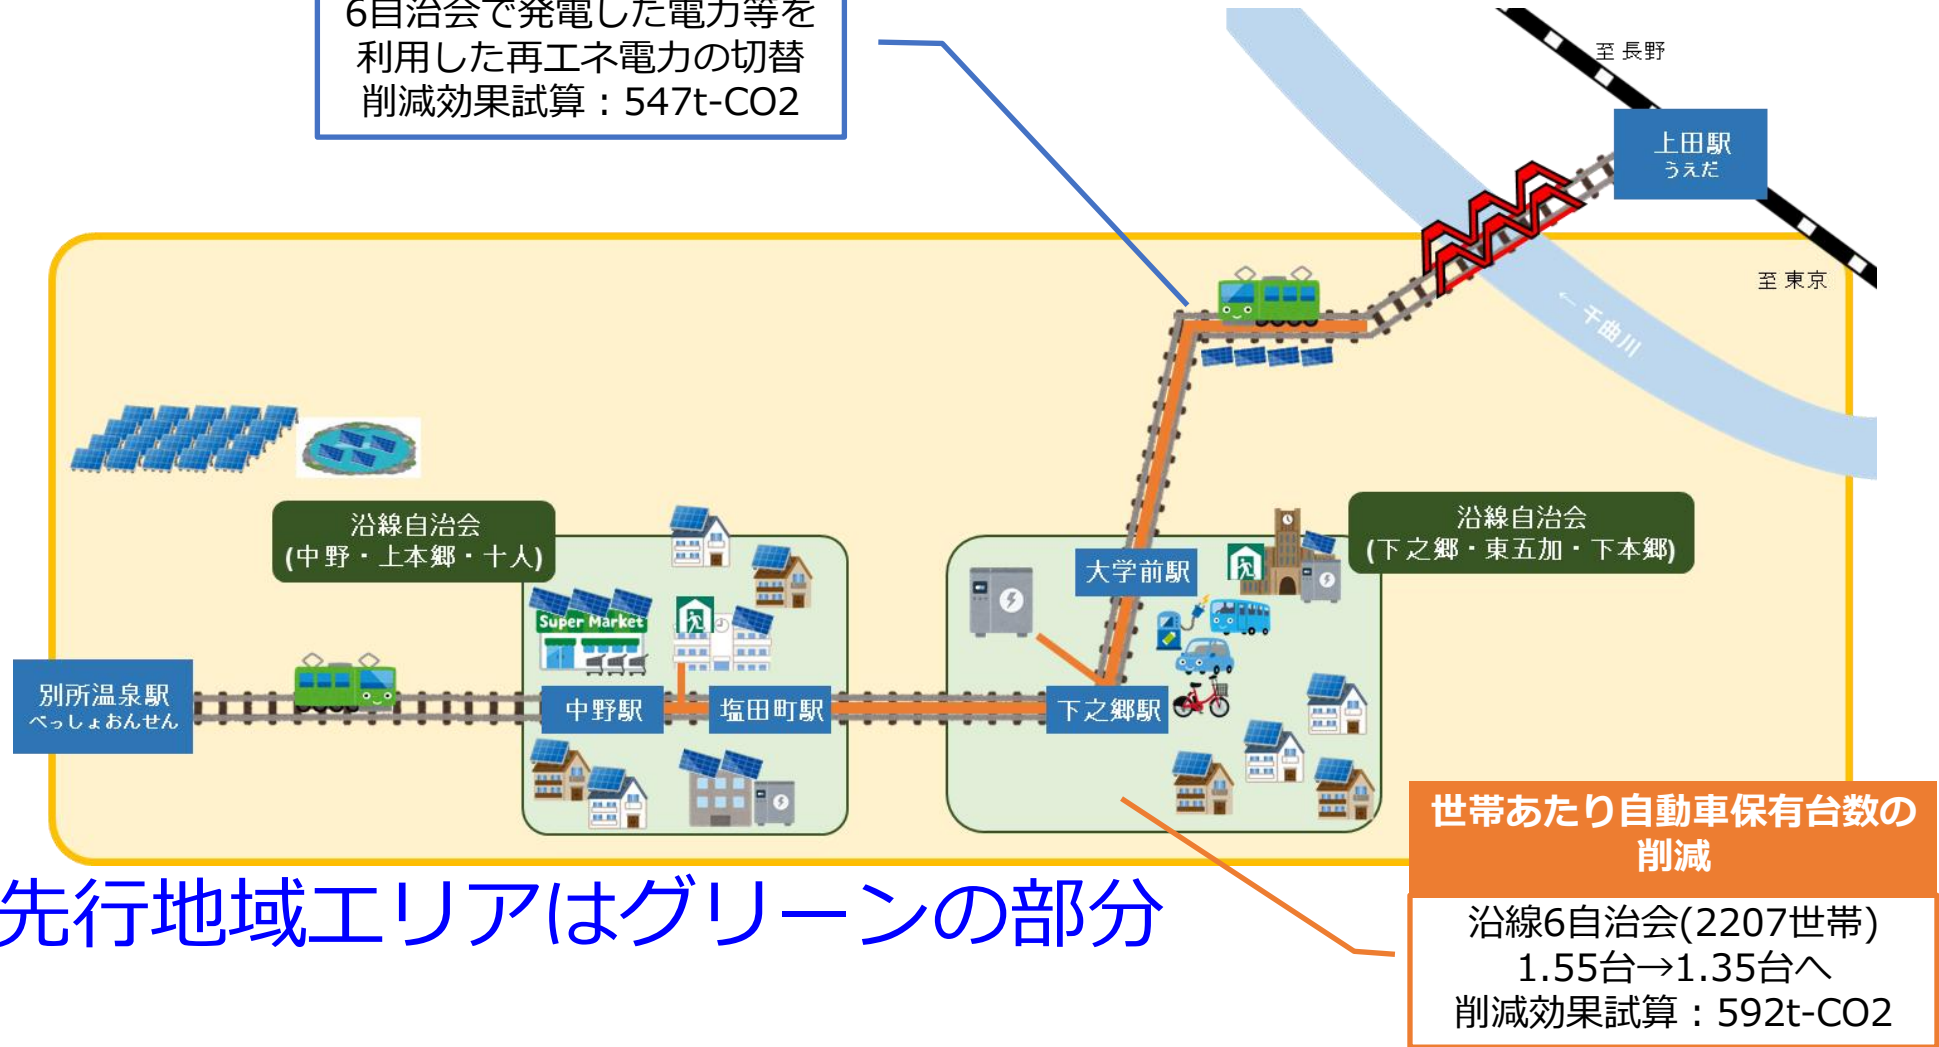 6自治会で発電した電力等を
利用した再エネ電力の切替
削減効果試算：547t-CO2
至 長野
上田駅
うえだ
至 東京
← 千曲川
沿線自治会
(中野・上本郷・十人)
沿線自治会
(下之郷・東五加・下本郷)
大学前駅
Super Market
別所温泉駅
べっしょおんせん
中野駅
塩田町駅
下之郷駅
世帯あたり自動車保有台数の
削減
先行地域エリアはグリーンの部分
沿線6自治会(2207世帯)
1.55台→1.35台へ
削減効果試算：592t-CO2